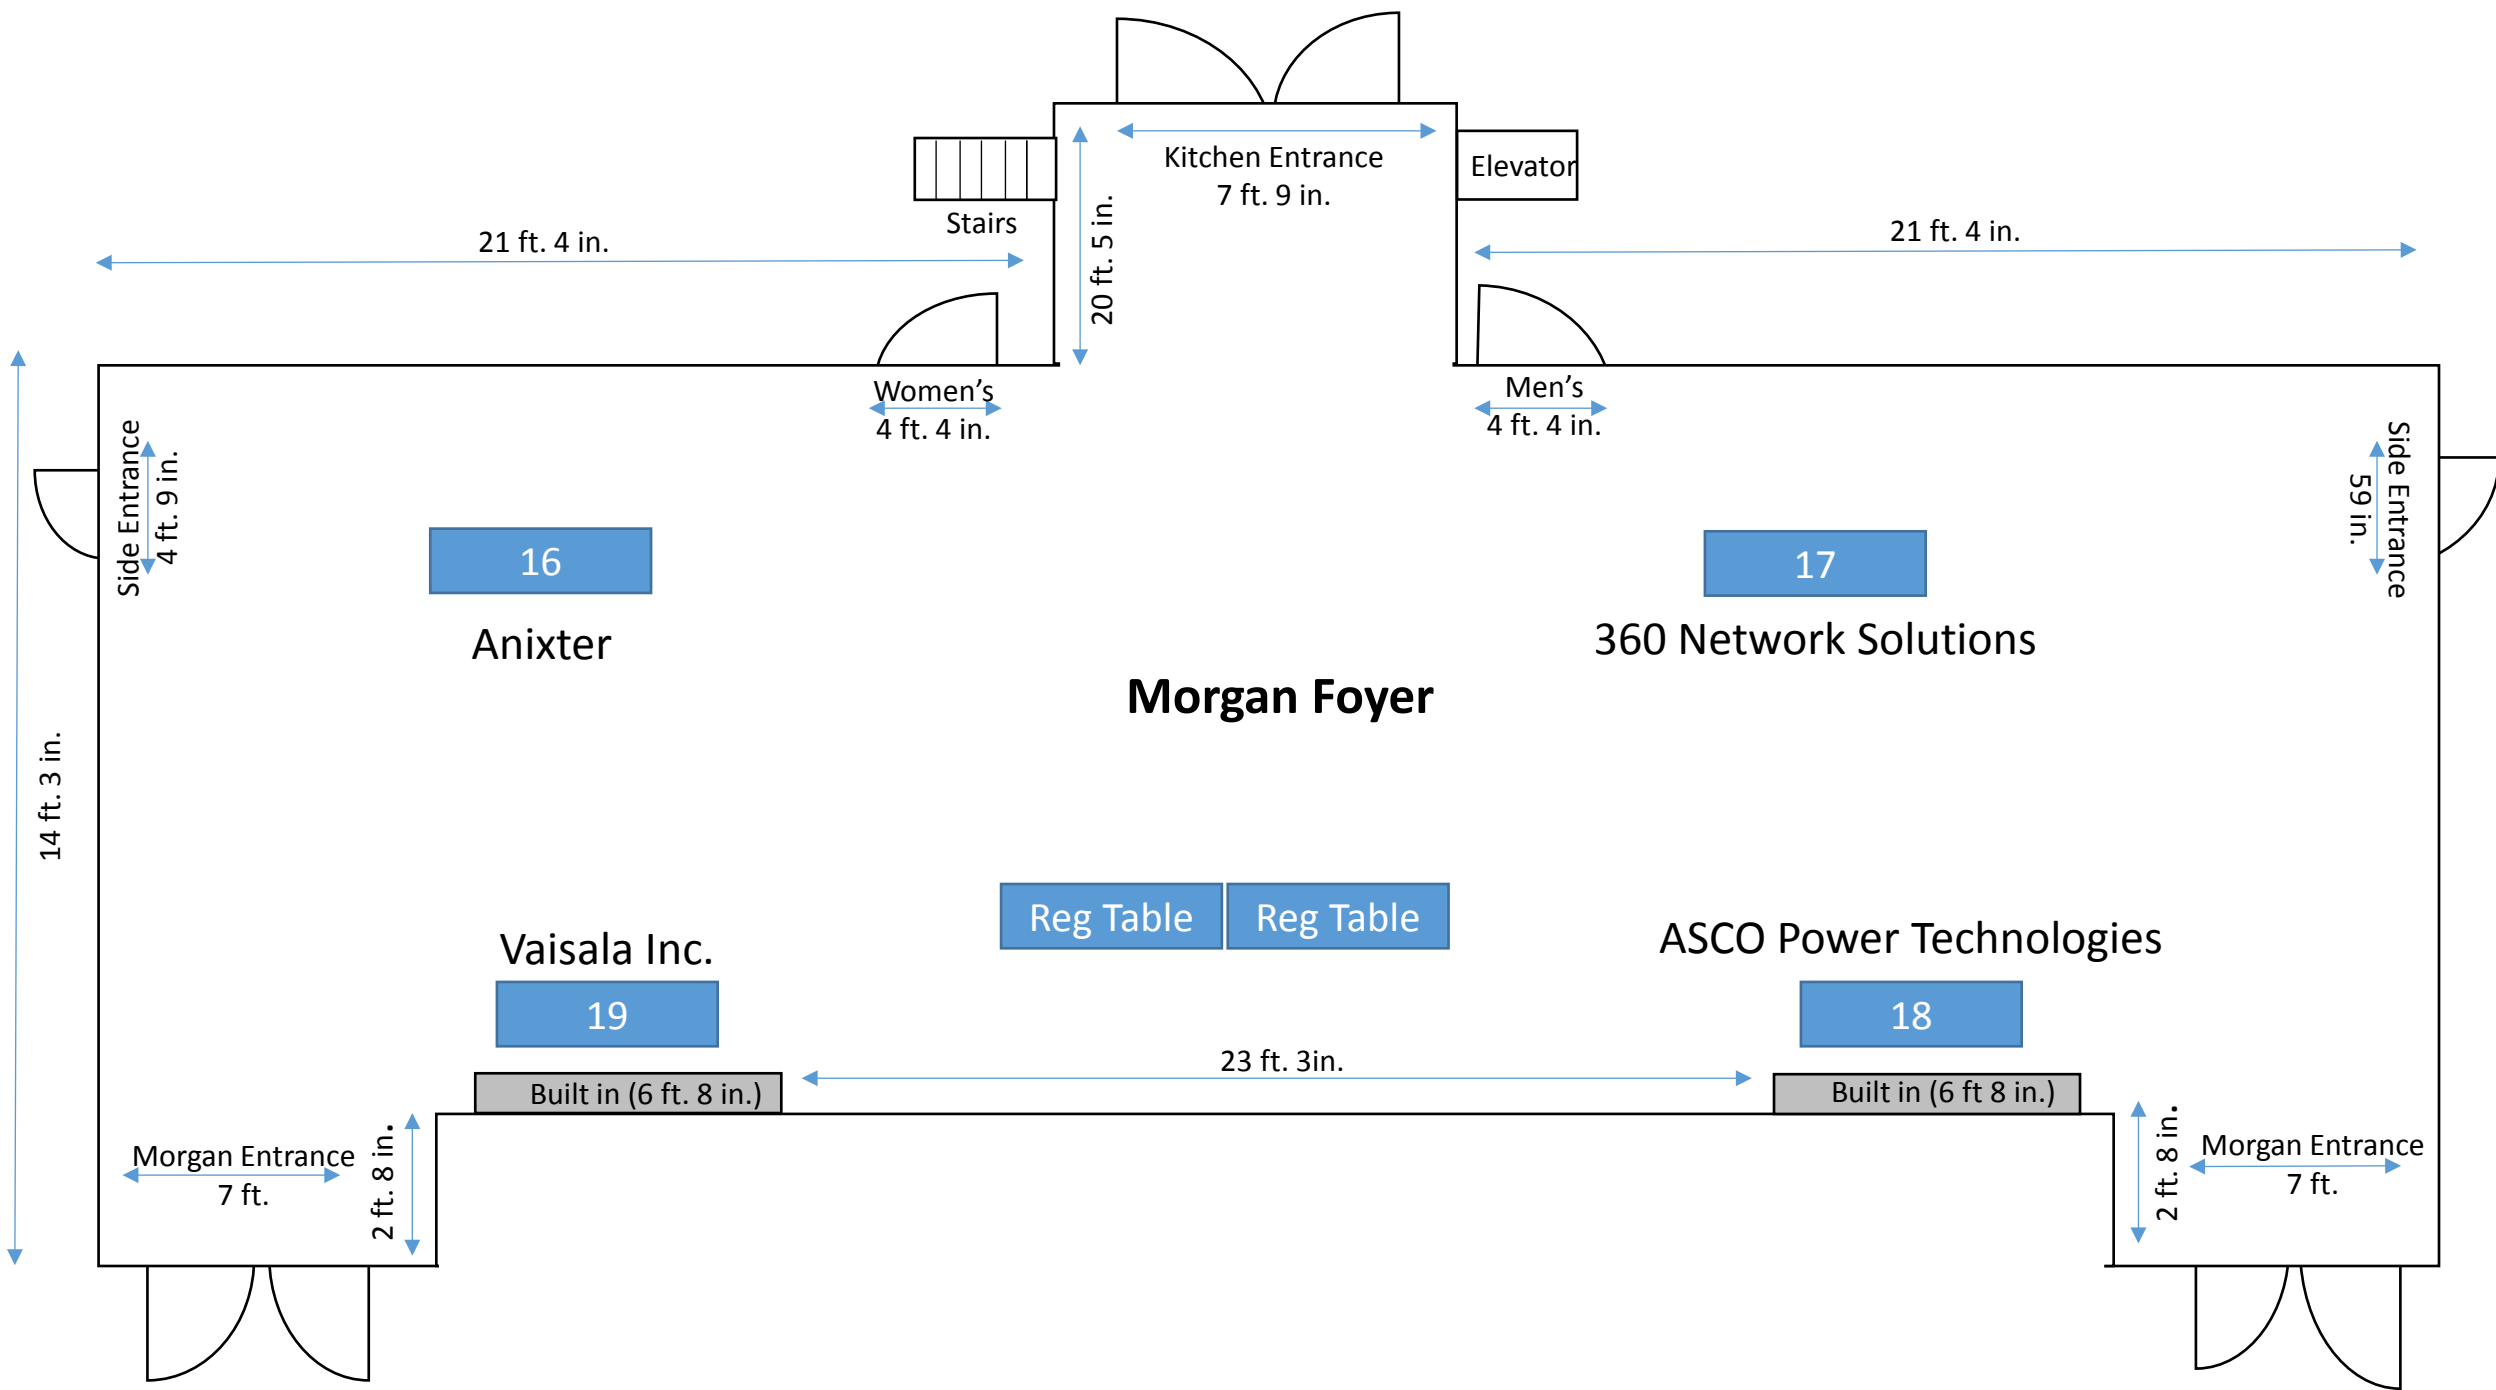 Kitchen Entrance
7 ft. 9 in.
Elevator
Stairs
20 ft. 5 in.
21 ft. 4 in.
21 ft. 4 in.
Women's
4 ft. 4 in.
Men's
4 ft. 4 in.
Side Entrance
4 ft. 9 in.
Side Entrance
59 in.
16
Anixter
17
360 Network Solutions
Morgan Foyer
14 ft. 3 in.
Reg Table
Reg Table
Vaisala Inc.
19
ASCO Power Technologies
18
23 ft. 3in.
Built in (6 ft. 8 in.)
Built in (6 ft 8 in.)
Morgan Entrance
7 ft.
2 ft. 8 in.
2 ft. 8 in.
Morgan Entrance
7 ft.